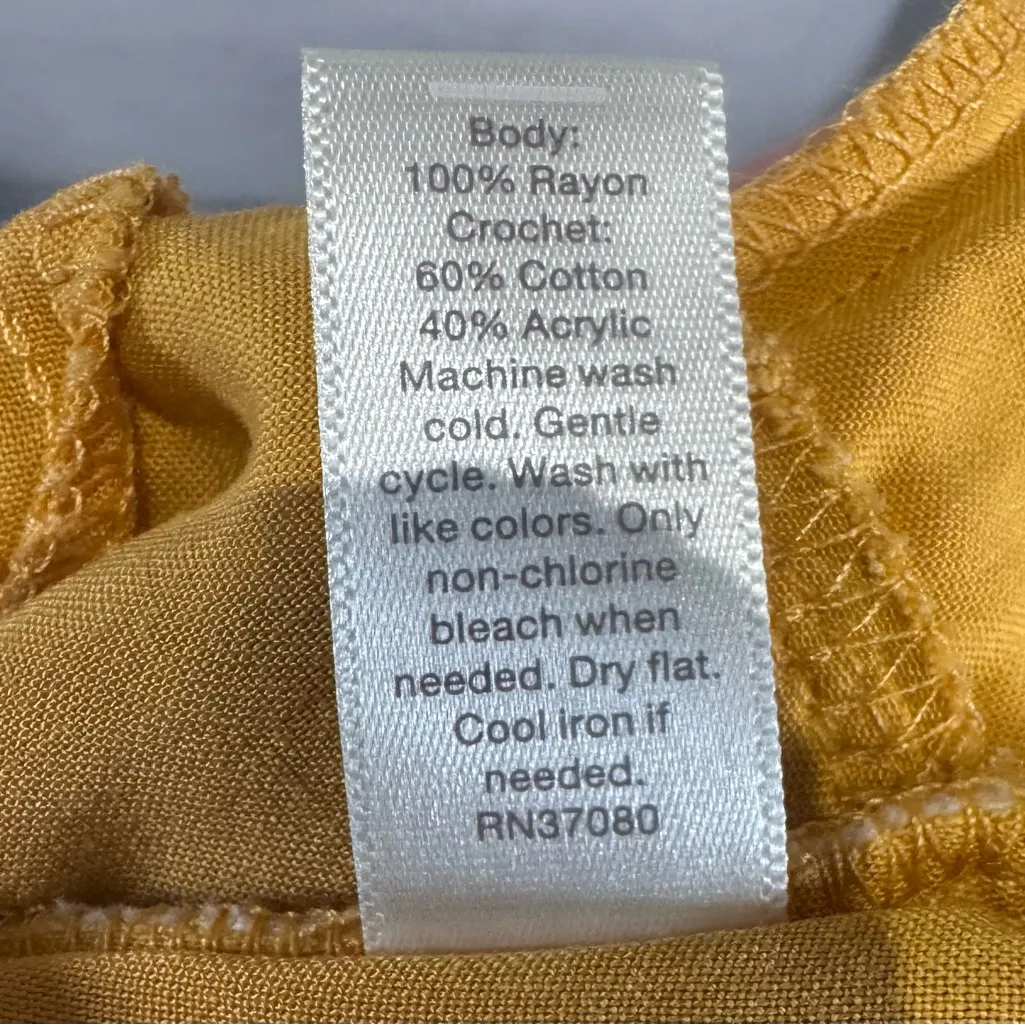 Body:
100% Rayon
Crochet:
60% Cotton
40% Acrylic
Machine wash
cold. Gentle
cycle. Wash with
like colors. Only
non-chlorine
bleach when
needed. Dry flat.
Cool iron if
needed.
RN37080